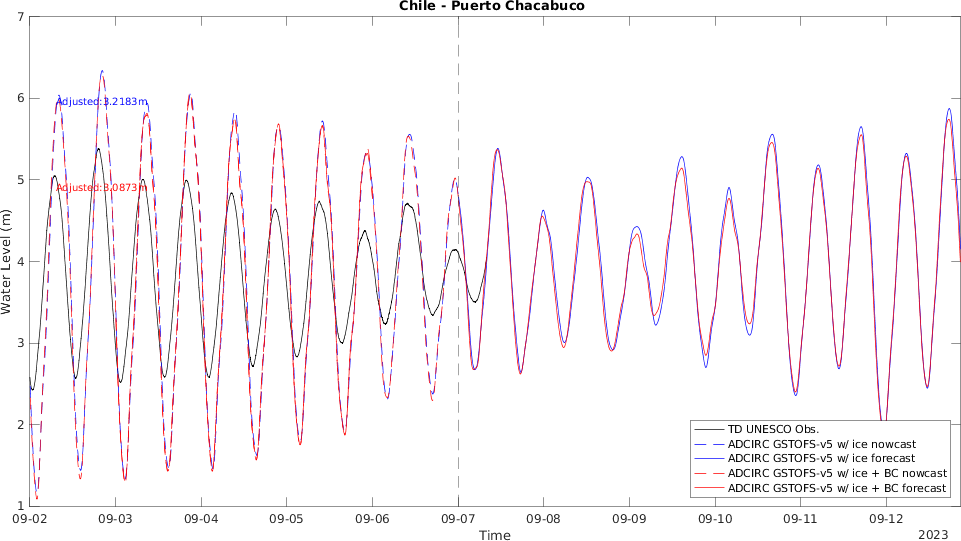 Chile - Puerto Chacabuco
7
6
5
4
3
2
1
Water Level (m)
Adjusted:3.2183m
Adjusted:3.0873m
TD UNESCO Obs.
ADCIRC GSTOFS-v5 w/ ice nowcast
ADCIRC GSTOFS-v5 w/ ice forecast
ADCIRC GSTOFS-v5 w/ ice + BC nowcast
ADCIRC GSTOFS-v5 w/ ice + BC forecast
09-02 09-03 09-04 09-05 09-06 09-07 09-08 09-09 09-10 09-11 09-12
Time
2023